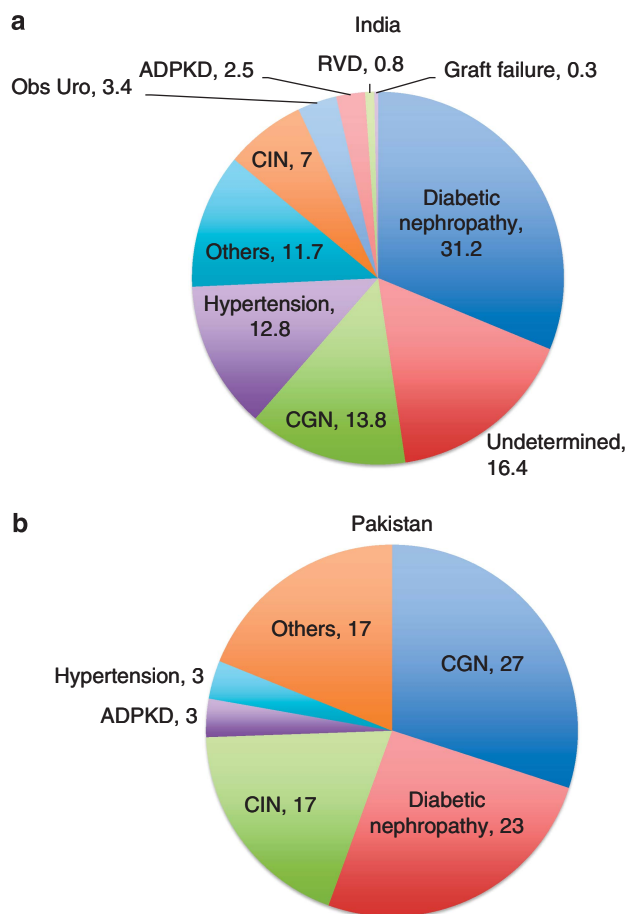 a
India
ADPKD, 2.5
RVD, 0.8
Graft failure, 0.3
Obs Uro, 3.4
CIN, 7
Diabetic
nephropathy,
31.2
Others, 11.7
Hypertension,
12.8
CGN, 13.8
Undetermined,
16.4
b
Pakistan
Others, 17
CGN, 27
Hypertension, 3
ADPKD, 3
CIN, 17
Diabetic
nephropathy, 23